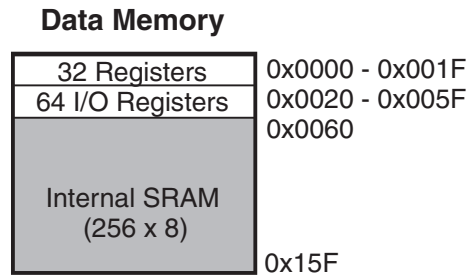 Data Memory
32 Registers 0x0000 - 0x001F
64 I/O Registers 0x0020 - 0x005F
0x0060
Internal SRAM
(256 x 8)
0x15F